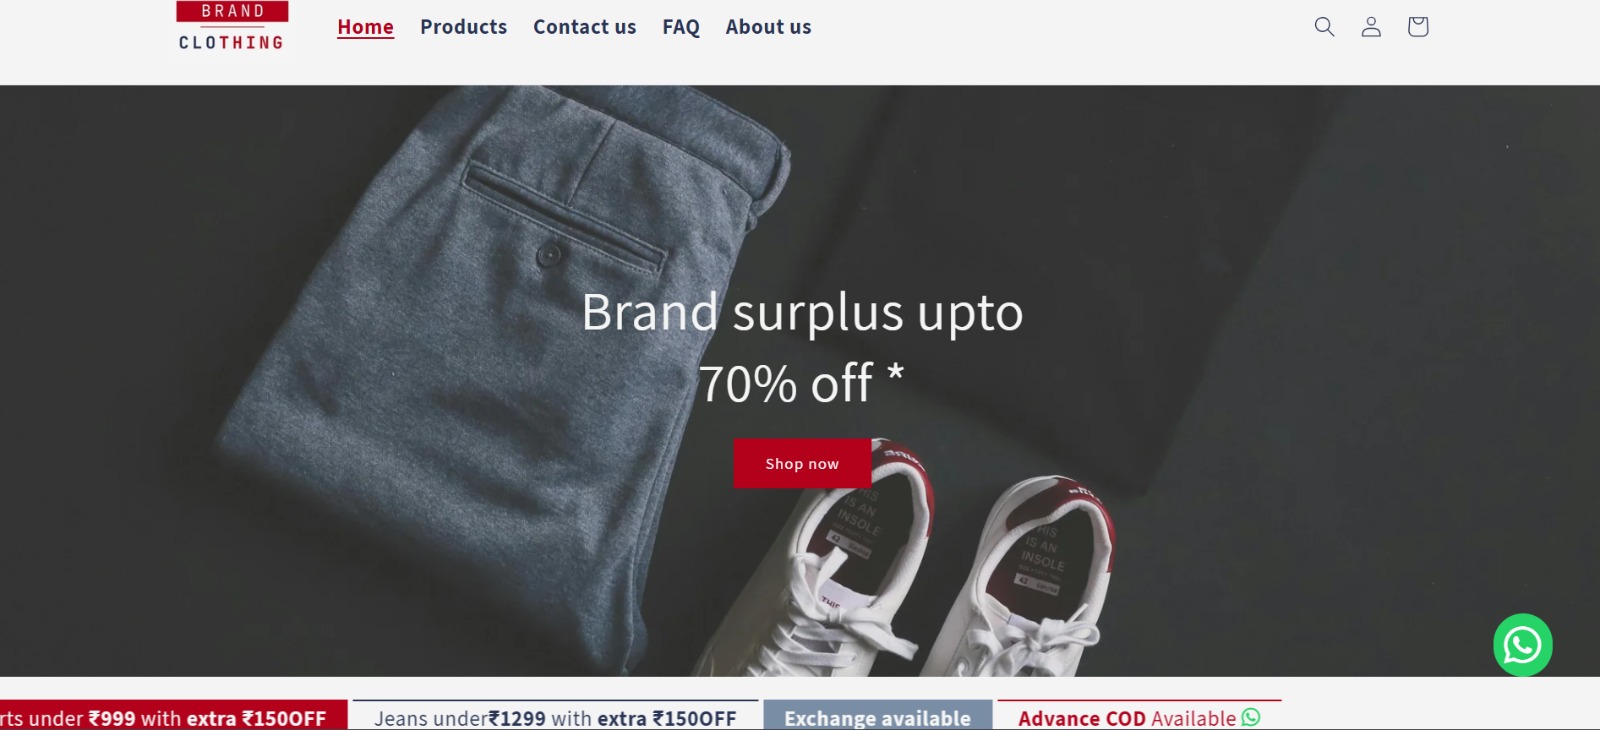 BRAND
CLOTHING
Home Products Contact us FAQ About us
Brand surplus upto
70% off *
Shop now
THIS
IS AN
INSOLE
42
THIS
IS AN
INSOLE
42
rts under ₹999 with extra ₹150OFF Jeans under₹1299 with extra ₹150OFF Exchange available Advance COD Available